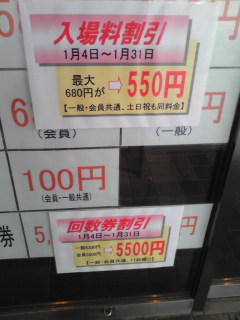 入場料割引
1月4日～1月31日
最大
680円が
550円
【一般・会員共通、土日祝も同料金】
(会員)
(一般)
100円
(会員・一般共通)
回数券割引
1月4日～1月31日
券 5,
5500円